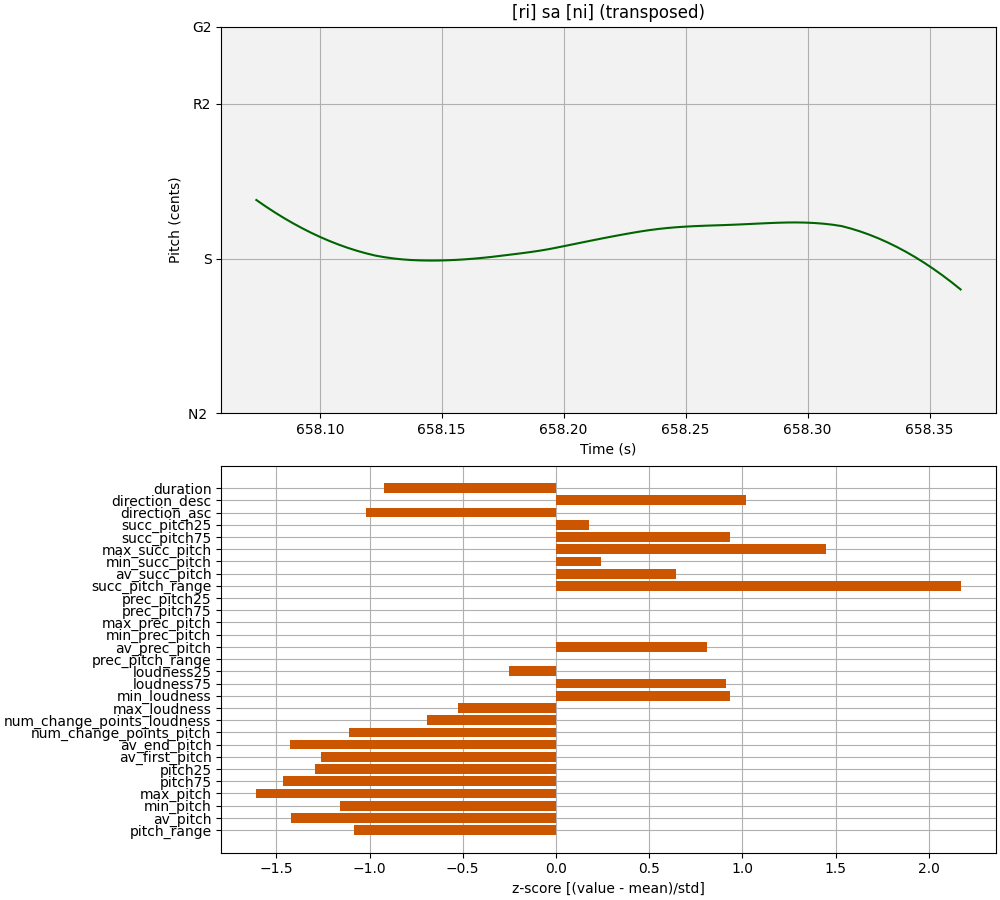 [ri] sa [ni] (transposed)
G2
R2
S
N2
Pitch (cents)
658.10 658.15 658.20 658.25 658.30 658.35
Time (s)
duration
direction_desc
direction_asc
succ_pitch25
succ_pitch75
max_succ_pitch
min_succ_pitch
av_succ_pitch
succ_pitch_range
prec_pitch25
prec_pitch75
max_prec_pitch
min_prec_pitch
av_prec_pitch
prec_pitch_range
loudness25
loudness75
min_loudness
max_loudness
num_change_points_loudness
num_change_points_pitch
av_end_pitch
av_first_pitch
pitch25
pitch75
max_pitch
min_pitch
av_pitch
pitch_range
−1.5 −1.0 −0.5 0.0 0.5 1.0 1.5 2.0
z-score [(value - mean)/std]